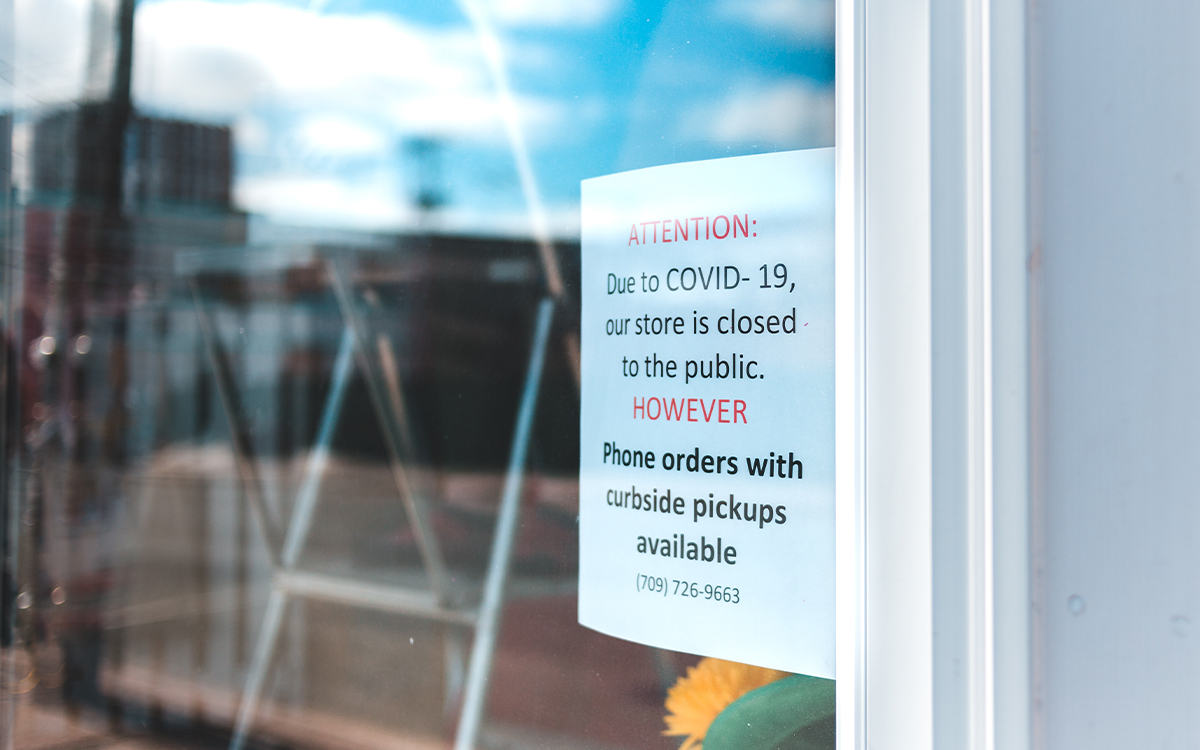 ATTENTION:
Due to COVID- 19,
our store is closed
to the public.
HOWEVER
Phone orders with
curbside pickups
available
(709) 726-9663